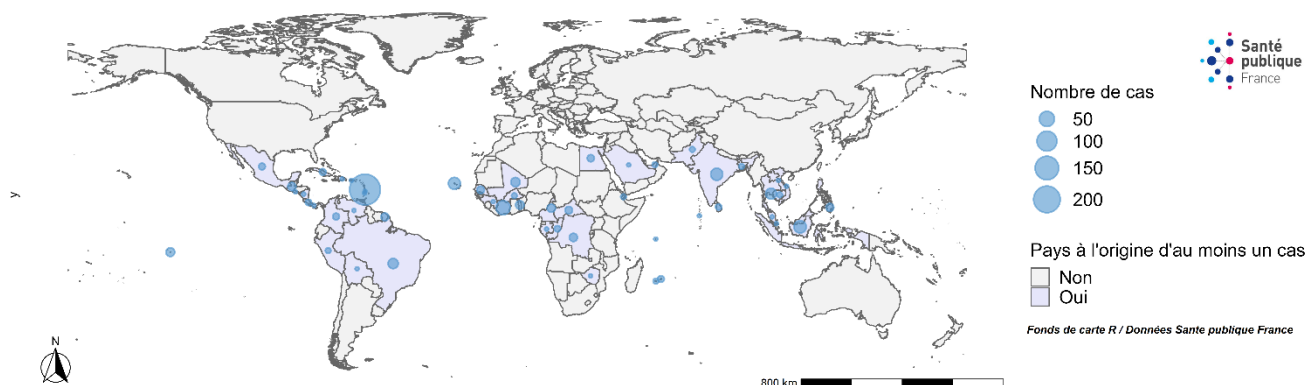 Santé
publique
France
Nombre de cas
50
100
150
200
y
Pays à l'origine d'au moins un cas
Non
Oui
Fonds de carte R / Données Sante publique France
N
800 km